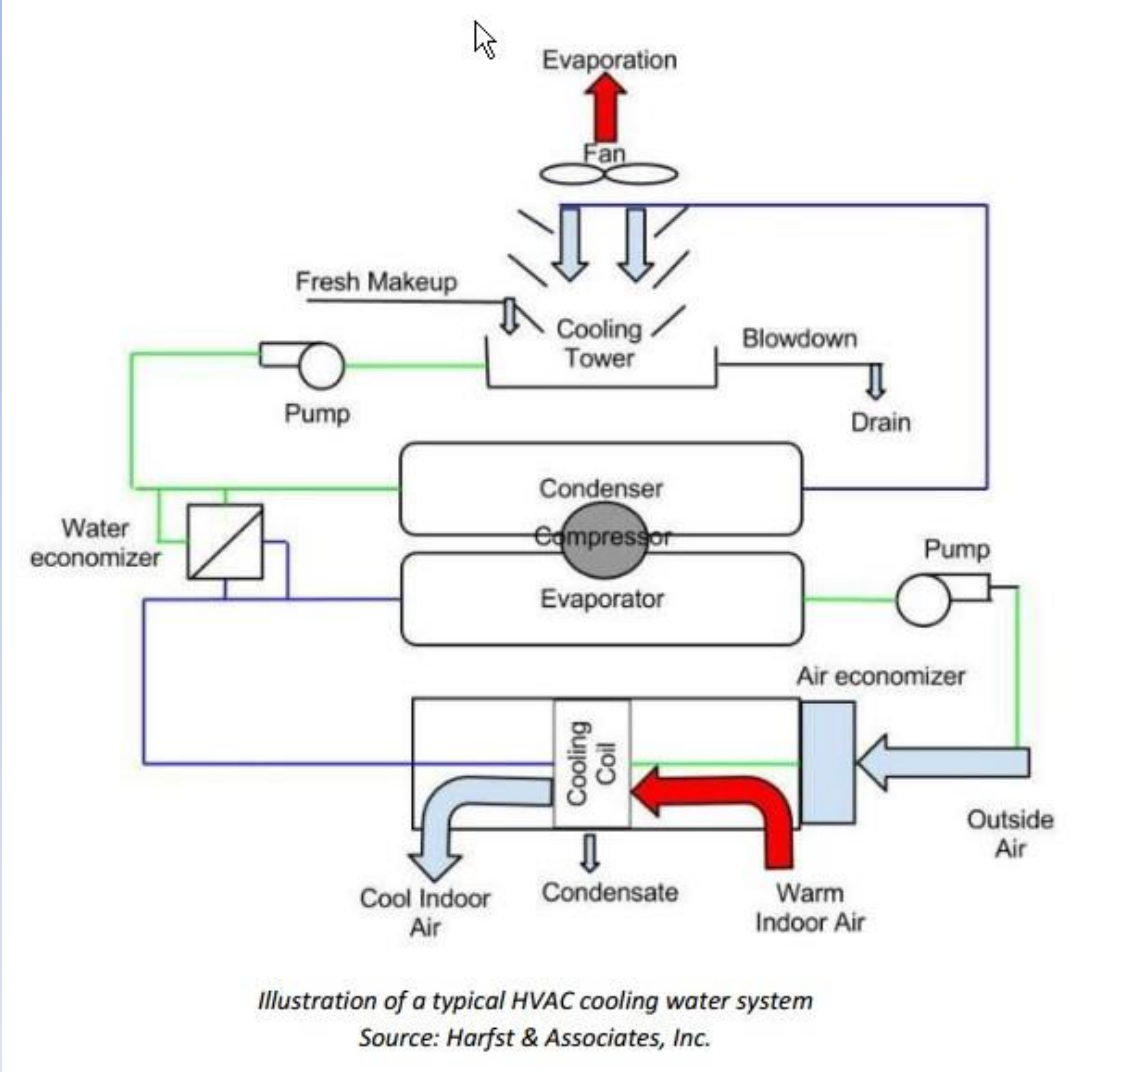 Evaporation
Fan
Fresh Makeup
Cooling
Tower
Blowdown
Pump
Drain
Condenser
Water
economizer
Compressor
Pump
Evaporator
Air economizer
Cooling
Coil
Outside
Air
Cool Indoor
Air
Condensate
Warm
Indoor Air
Illustration of a typical HVAC cooling water system
Source: Harfst & Associates, Inc.